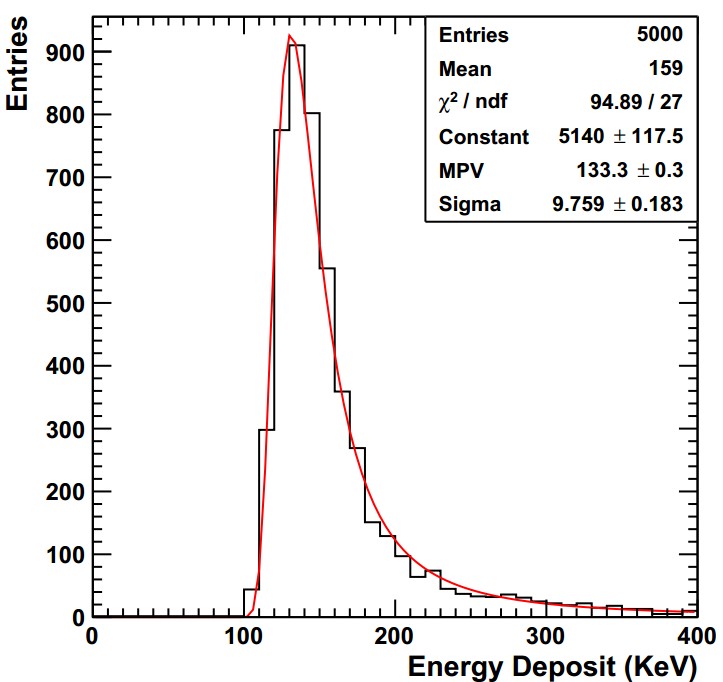 Entries
900
800
700
600
500
400
300
200
100
0
Entries 5000
Mean 159
χ² / ndf 94.89 / 27
Constant 5140 ± 117.5
MPV 133.3 ± 0.3
Sigma 9.759 ± 0.183
0 100 200 300 400
Energy Deposit (KeV)